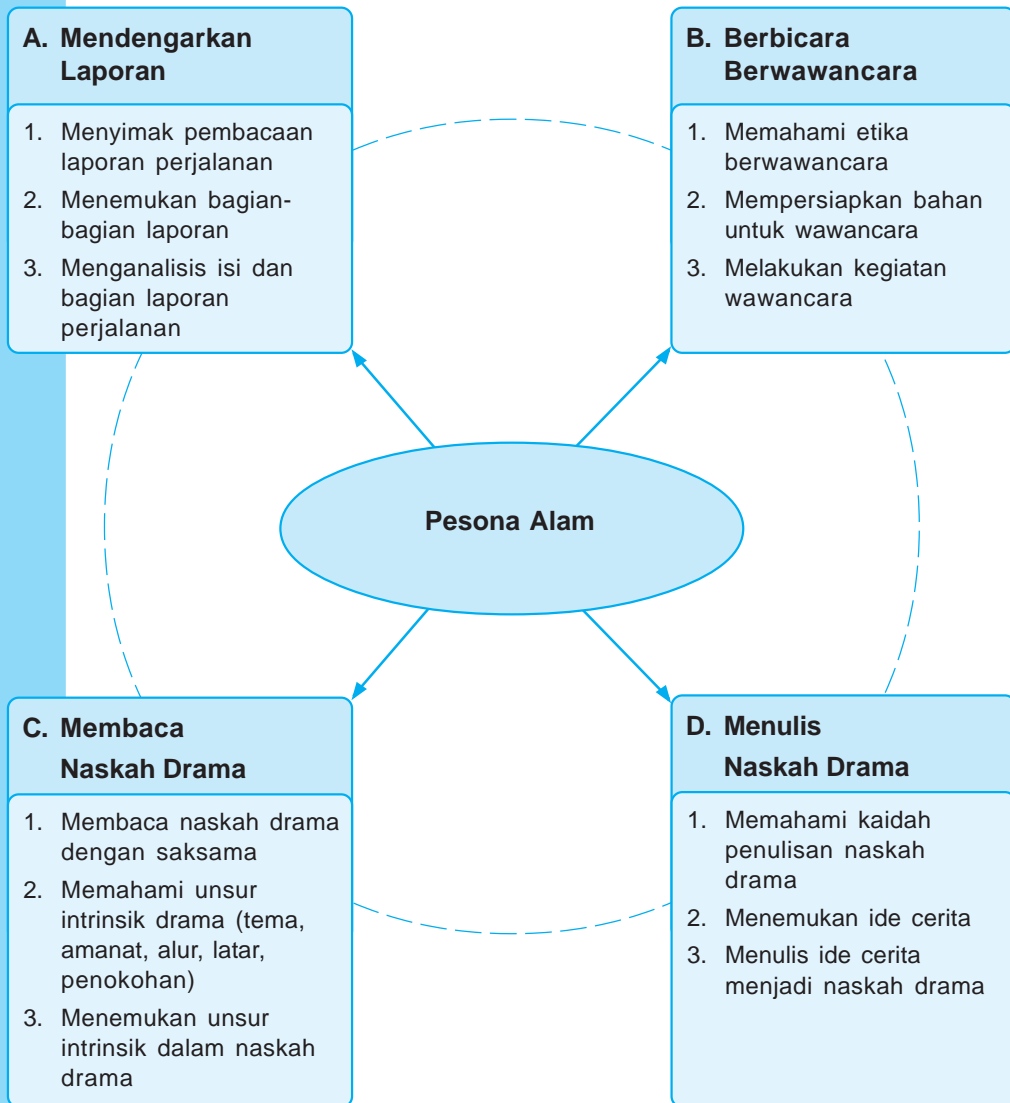 A. Mendengarkan
Laporan
1. Menyimak pembacaan
laporan perjalanan
2. Menemukan bagian-
bagian laporan
3. Menganalisis isi dan
bagian laporan
perjalanan
B. Berbicara
Berwawancara
1. Memahami etika
berwawancara
2. Mempersiapkan bahan
untuk wawancara
3. Melakukan kegiatan
wawancara
Pesona Alam
C. Membaca
Naskah Drama
1. Membaca naskah drama
dengan saksama
2. Memahami unsur
intrinsik drama (tema,
amanat, alur, latar,
penokohan)
3. Menemukan unsur
intrinsik dalam naskah
drama
D. Menulis
Naskah Drama
1. Memahami kaidah
penulisan naskah
drama
2. Menemukan ide cerita
3. Menulis ide cerita
menjadi naskah drama